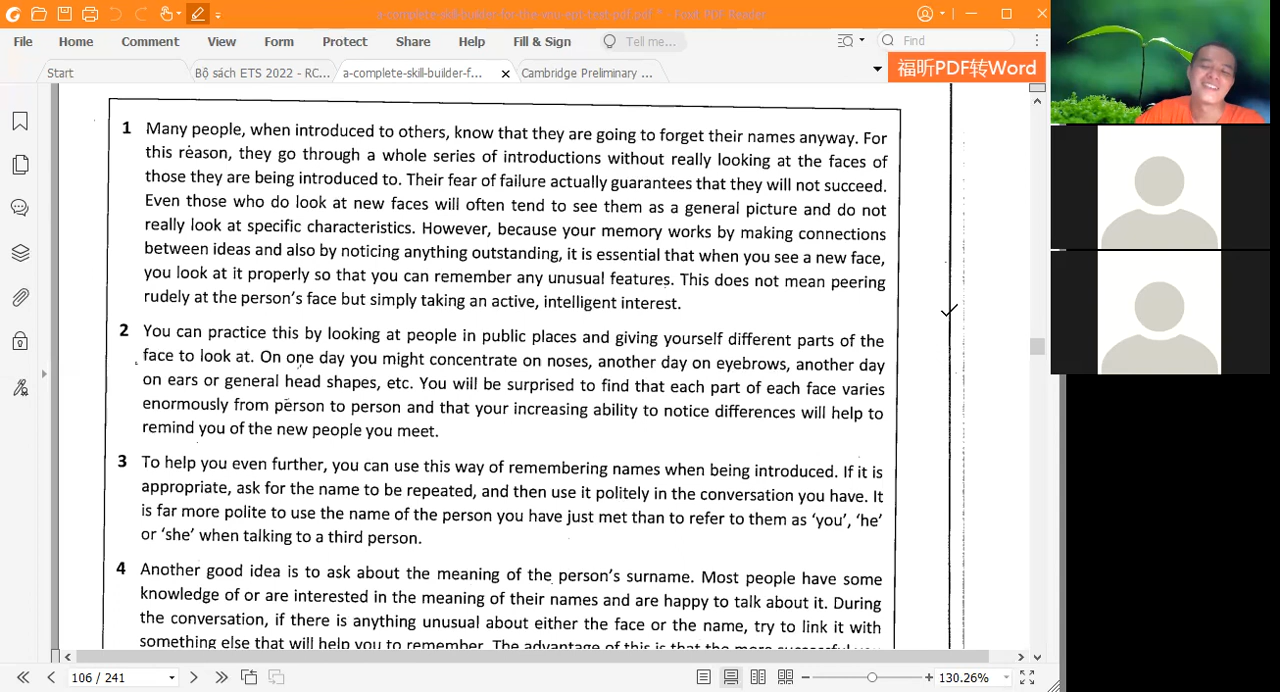 a-complete-skill-builder-for-the-vnu-ept-test-pdf.pdf * - Foxit PDF Reader
File Home Comment View Form Protect Share Help Fill & Sign Tell me... Find
Start Bộ sách ETS 2022 - RC... a-complete-skill-builder-f... Cambridge Preliminary ... 福昕PDF转Word
1 Many people, when introduced to others, know that they are going to forget their names anyway. For
this reason, they go through a whole series of introductions without really looking at the faces of
those they are being introduced to. Their fear of failure actually guarantees that they will not succeed.
Even those who do look at new faces will often tend to see them as a general picture and do not
really look at specific characteristics. However, because your memory works by making connections
between ideas and also by noticing anything outstanding, it is essential that when you see a new face,
you look at it properly so that you can remember any unusual features. This does not mean peering
rudely at the person's face but simply taking an active, intelligent interest.
2 You can practice this by looking at people in public places and giving yourself different parts of the
face to look at. On one day you might concentrate on noses, another day on eyebrows, another day
on ears or general head shapes, etc. You will be surprised to find that each part of each face varies
enormously from person to person and that your increasing ability to notice differences will help to
remind you of the new people you meet.
3 To help you even further, you can use this way of remembering names when being introduced. If it is
appropriate, ask for the name to be repeated, and then use it politely in the conversation you have. It
is far more polite to use the name of the person you have just met than to refer to them as 'you', 'he'
or 'she' when talking to a third person.
4 Another good idea is to ask about the meaning of the person's surname. Most people have some
knowledge of or are interested in the meaning of their names and are happy to talk about it. During
the conversation, if there is anything unusual about either the face or the name, try to link it with
something else that will help you to remember. The advantage of this is that the more successful you
106 / 241 130.26%